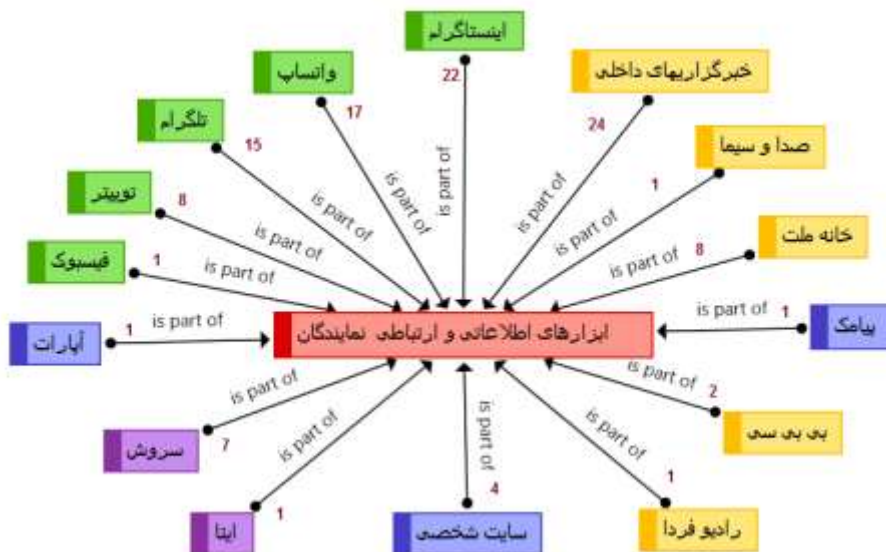 اینستاگرام
22
is part of
خبرگزاریهای داخلی
24
is part of
صدا و سیما
1
is part of
خانه ملت
8
is part of
پیامک
1
is part of
بی بی سی
2
is part of
رادیو فردا
1
is part of
سایت شخصی
4
is part of
ایتا
1
is part of
سروش
7
is part of
آپارات
1
is part of
فیسبوک
1
is part of
توییتر
8
is part of
تلگرام
15
is part of
واتساپ
17
is part of
ابزارهای اطلاعاتی و ارتباطی نمایندگان